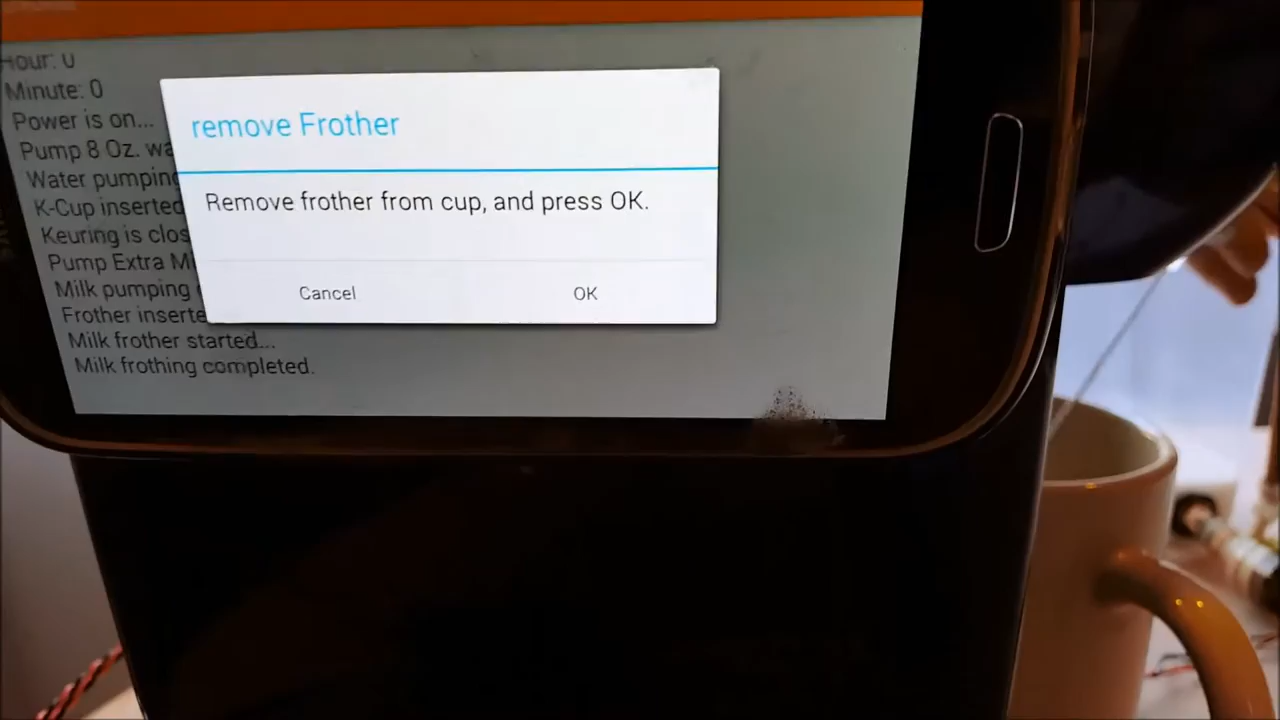 Hour: 0
Minute: 0
Power is on...
Pump 8 Oz. wa
Water pumping
K-Cup inserted
Keuring is clos
Pump Extra Mi
Milk pumping
Frother inserte
Milk frother started...
Milk frothing completed.
remove Frother
Remove frother from cup, and press OK.
Cancel
OK